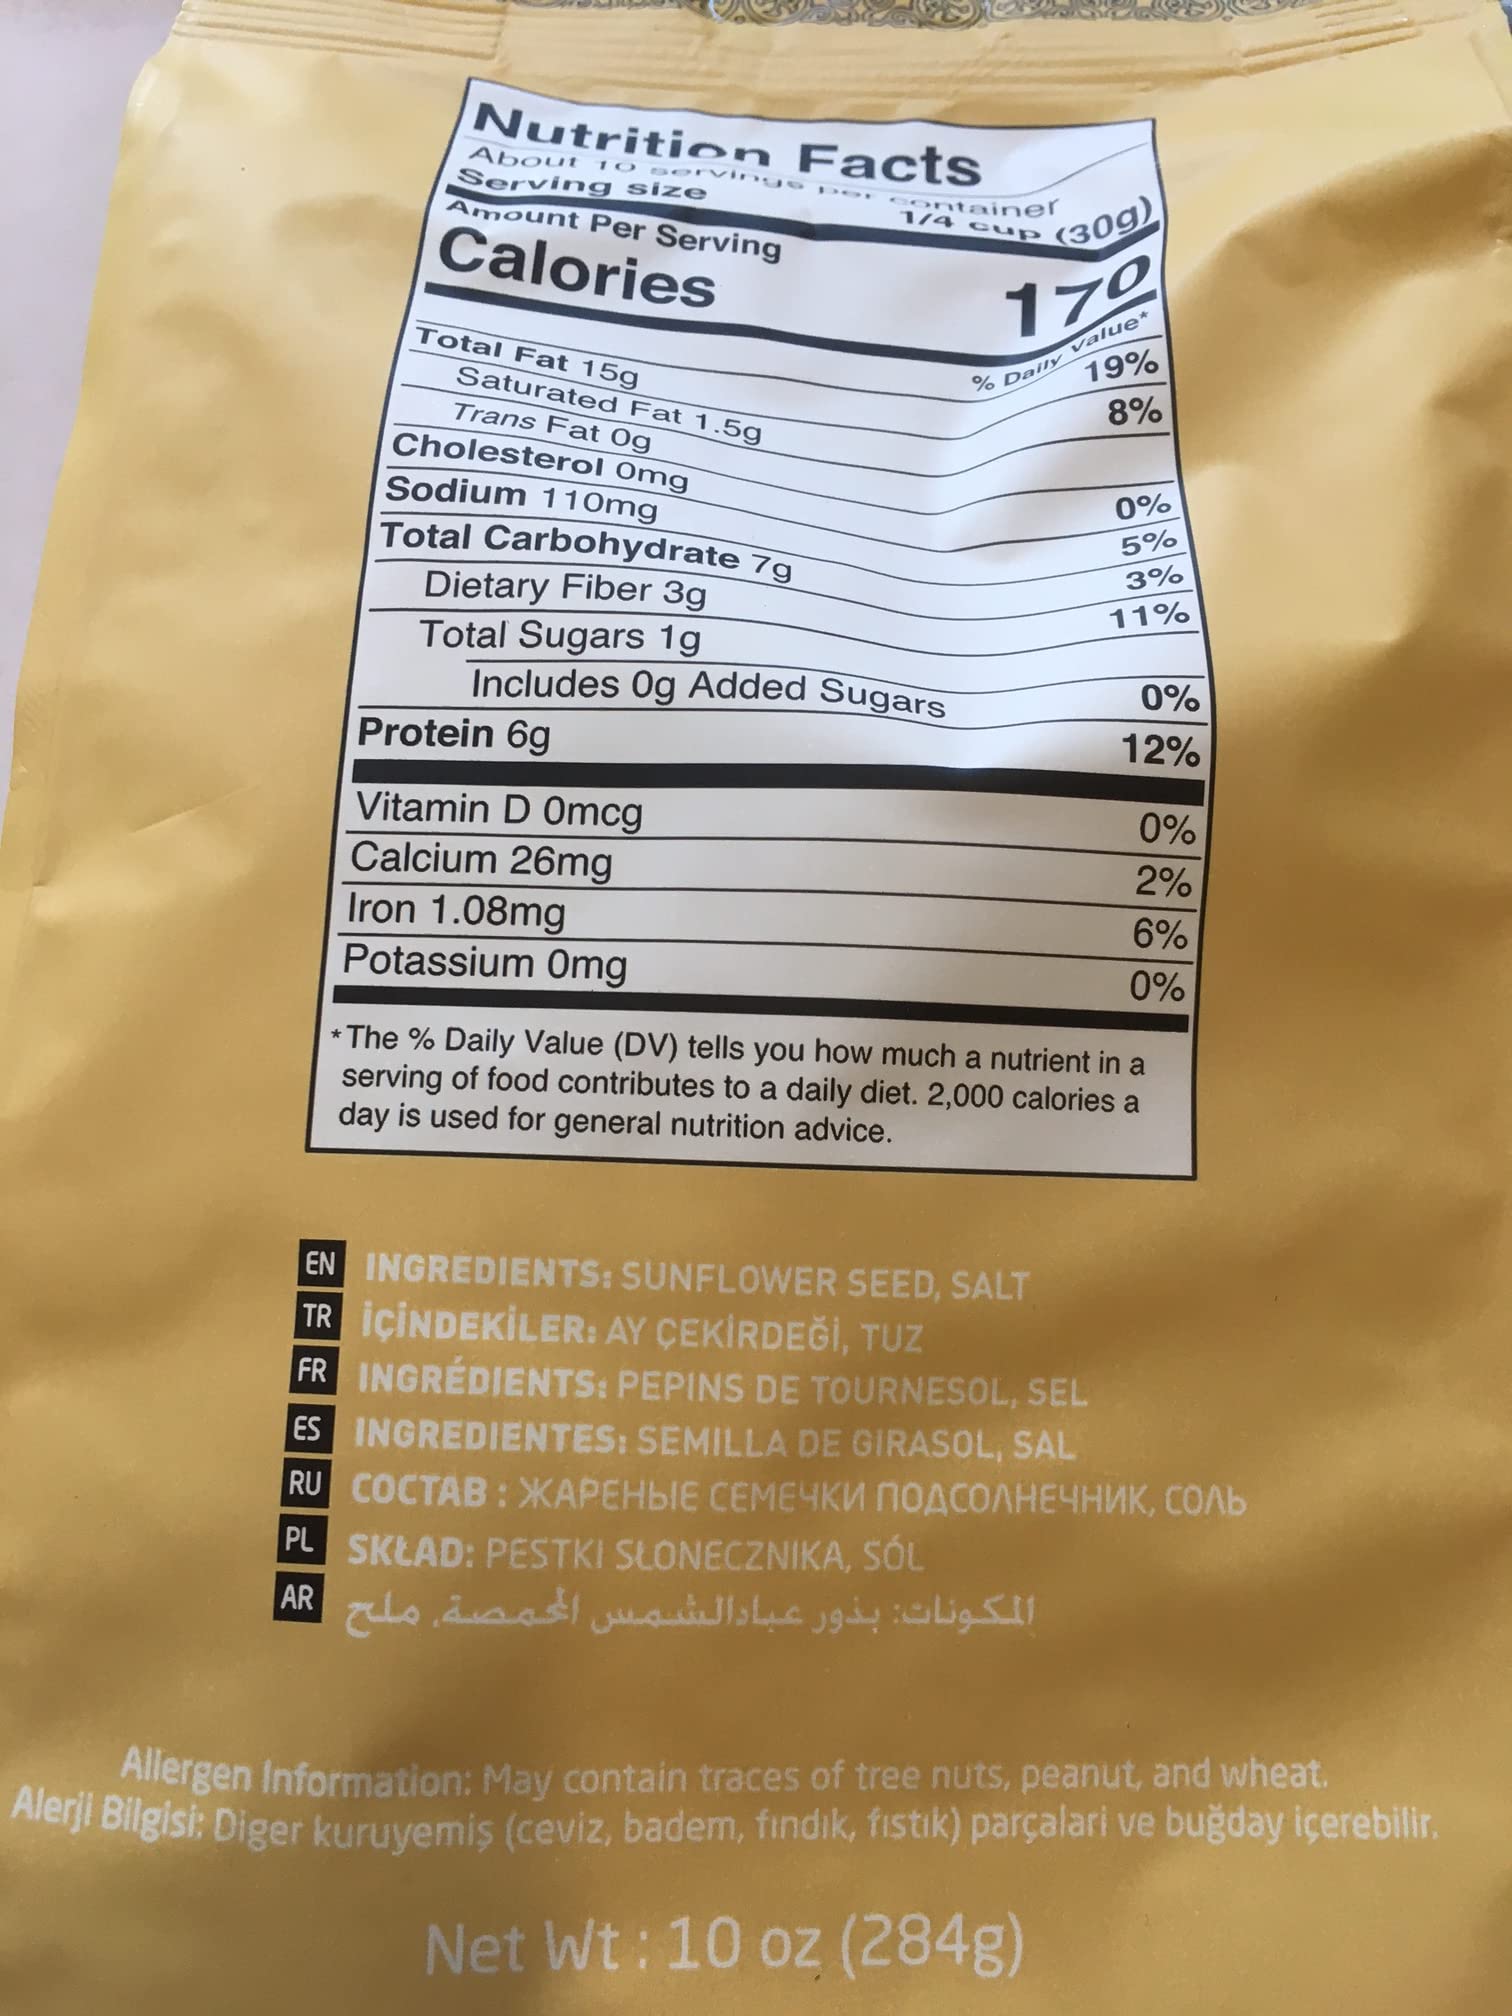 Nutrition Facts
About 10 servings per container
Serving size 1/4 cup (30g)
Amount Per Serving
Calories 170
% Daily Value*
Total Fat 15g 19%
Saturated Fat 1.5g 8%
Trans Fat 0g
Cholesterol 0mg 0%
Sodium 110mg 5%
Total Carbohydrate 7g 3%
Dietary Fiber 3g 11%
Total Sugars 1g
Includes 0g Added Sugars 0%
Protein 6g 12%
Vitamin D 0mcg 0%
Calcium 26mg 2%
Iron 1.08mg 6%
Potassium 0mg 0%
*The % Daily Value (DV) tells you how much a nutrient in a
serving of food contributes to a daily diet. 2,000 calories a
day is used for general nutrition advice.
EN INGREDIENTS: SUNFLOWER SEED, SALT
TR İÇİNDEKİLER: AY ÇEKİRDEĞİ, TUZ
FR INGRÉDIENTS: PEPINS DE TOURNESOL, SEL
ES INGREDIENTES: SEMILLA DE GIRASOL, SAL
RU СОСТАВ : ЖАРЕНЫЕ СЕМЕЧКИ ПОДСОЛНЕЧНИК, СОЛЬ
PL SKŁAD: PESTKI SŁONECZNIKA, SÓL
AR المكونات: بذور عبادالشمس المحمصة, ملح
Allergen Information: May contain traces of tree nuts, peanut, and wheat.
Alerji Bilgisi: Diger kuruyemiş (ceviz, badem, fındık, fıstık) parçalari ve buğday içerebilir.
Net Wt : 10 oz (284g)